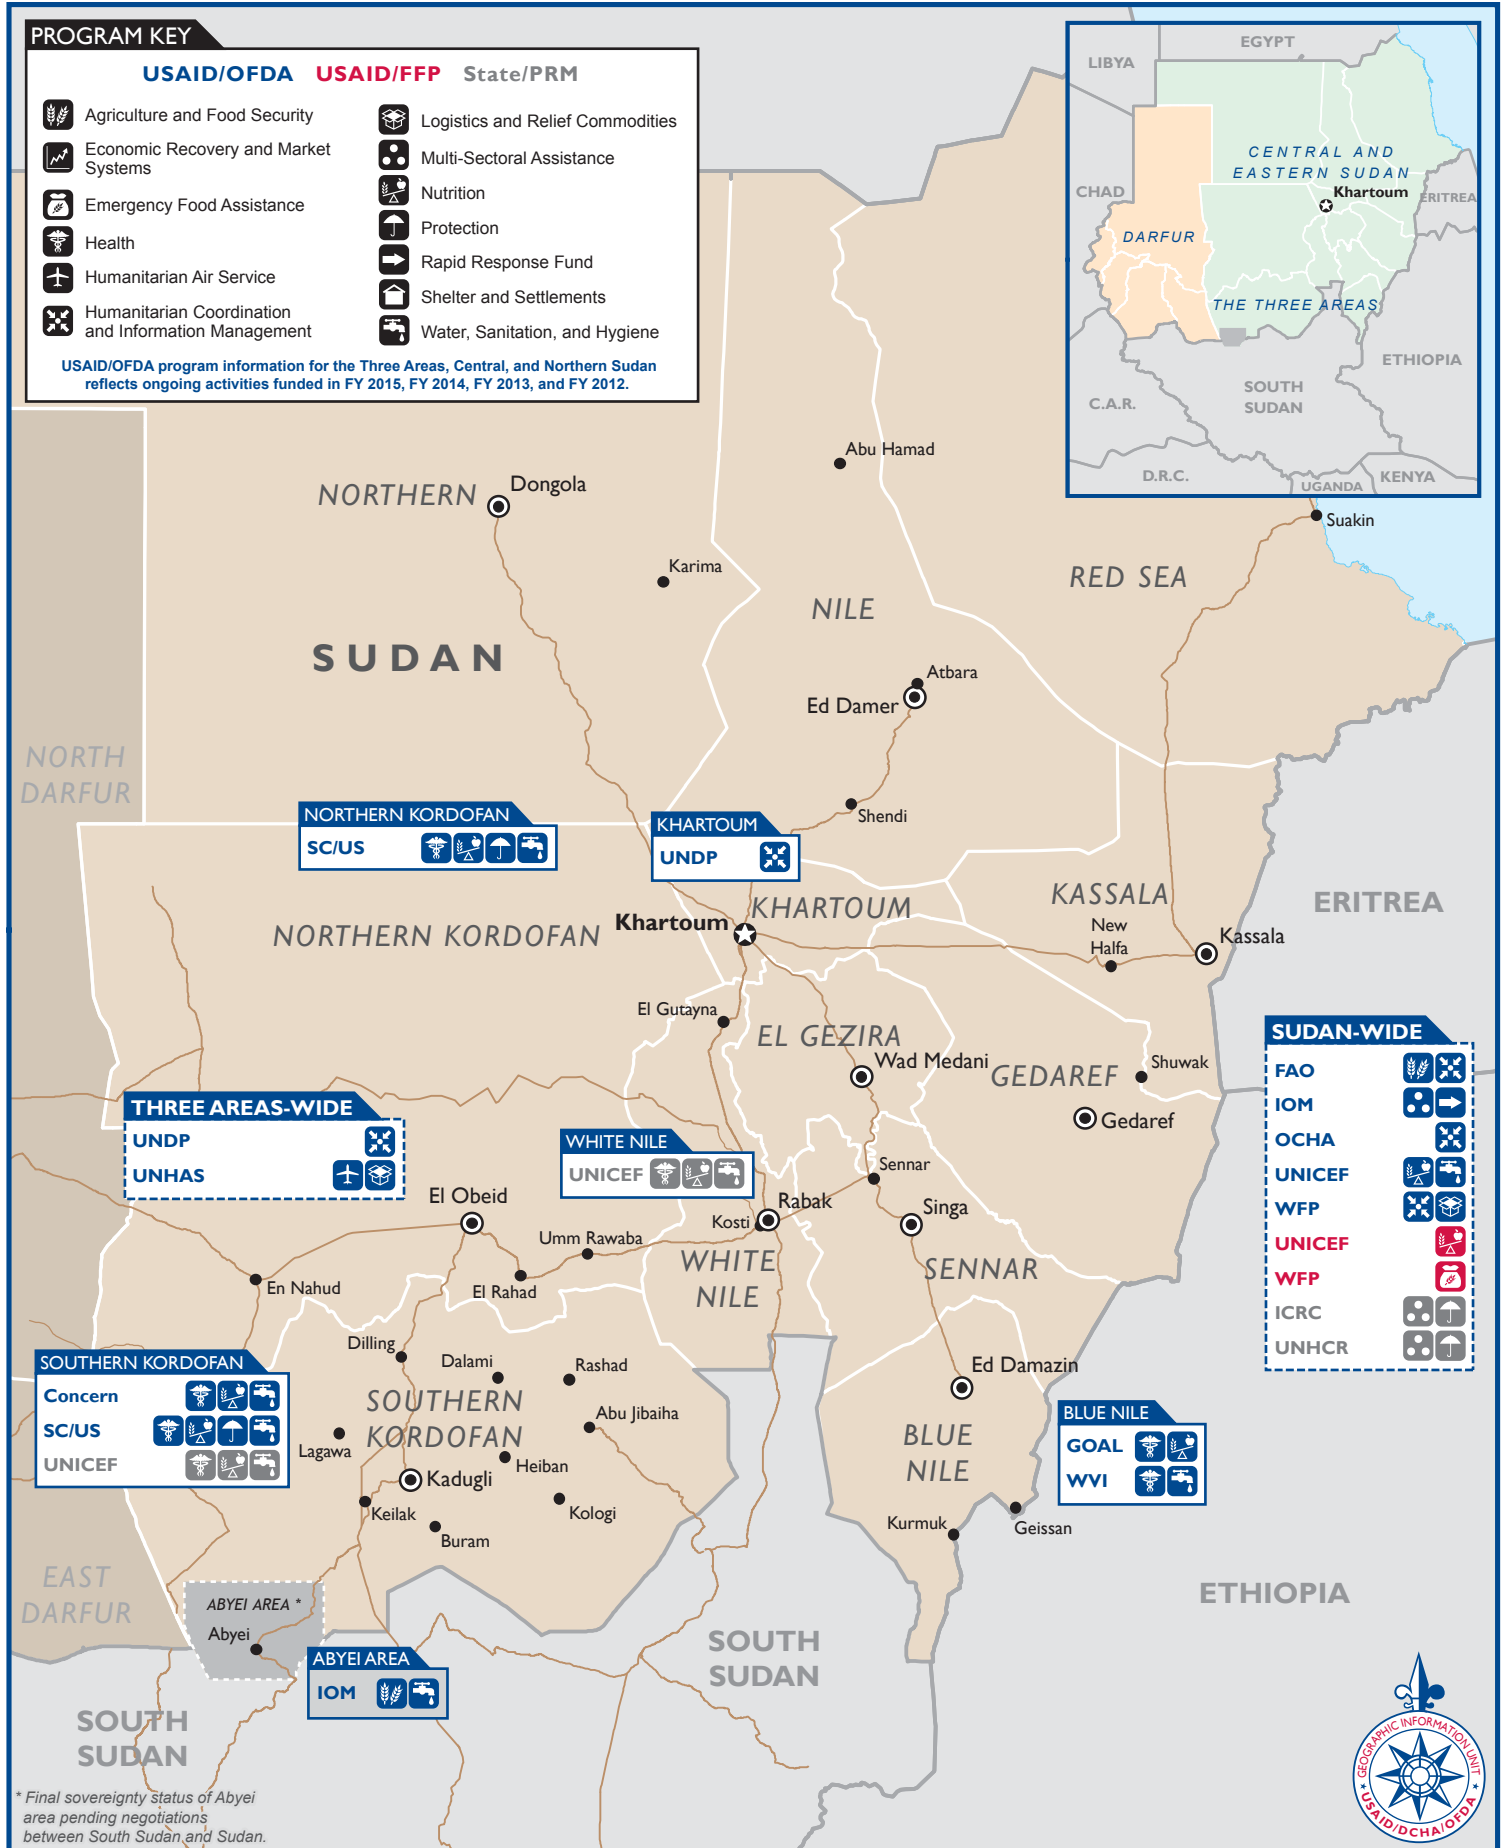 PROGRAM KEY
USAID/OFDA USAID/FFP State/PRM
Agriculture and Food Security
Economic Recovery and Market
Systems
Emergency Food Assistance
Health
Humanitarian Air Service
Humanitarian Coordination
and Information Management
Logistics and Relief Commodities
Multi-Sectoral Assistance
Nutrition
Protection
Rapid Response Fund
Shelter and Settlements
Water, Sanitation, and Hygiene
USAID/OFDA program information for the Three Areas, Central, and Northern Sudan
reflects ongoing activities funded in FY 2015, FY 2014, FY 2013, and FY 2012.
EGYPT
LIBYA
CENTRAL AND
EASTERN SUDAN
CHAD
Khartoum
ERITREA
DARFUR
THE THREE AREAS
ETHIOPIA
SOUTH
SUDAN
C.A.R.
D.R.C.
UGANDA
KENYA
Abu Hamad
NORTHERN
Dongola
Suakin
Karima
RED SEA
NILE
SUDAN
Atbara
Ed Damer
NORTH
DARFUR
Shendi
NORTHERN KORDOFAN
SC/US
KHARTOUM
UNDP
KASSALA
ERITREA
KHARTOUM
Khartoum
NORTHERN KORDOFAN
New
Halfa
Kassala
El Gutayna
EL GEZIRA
Wad Medani
GEDAREF
Shuwak
Gedaref
SUDAN-WIDE
FAO
IOM
OCHA
UNICEF
WFP
UNICEF
WFP
ICRC
UNHCR
THREE AREAS-WIDE
UNDP
UNHAS
WHITE NILE
UNICEF
Sennar
El Obeid
Rabak
Kosti
Singa
Umm Rawaba
WHITE
NILE
SENNAR
En Nahud
El Rahad
Dilling
Dalami
Rashad
Ed Damazin
SOUTHERN KORDOFAN
Concern
SC/US
UNICEF
SOUTHERN
KORDOFAN
Abu Jibaiha
Lagawa
Heiban
Kadugli
BLUE
NILE
BLUE NILE
GOAL
WVI
Keilak
Kologi
Buram
Kurmuk
Geissan
EAST
DARFUR
ABYEI AREA *
Abyei
ETHIOPIA
SOUTH
SUDAN
ABYEI AREA
IOM
SOUTH
SUDAN
* Final sovereignty status of Abyei
area pending negotiations
between South Sudan and Sudan.
GEOGRAPHIC INFORMATION UNIT
USAID/DCHA/OFDA